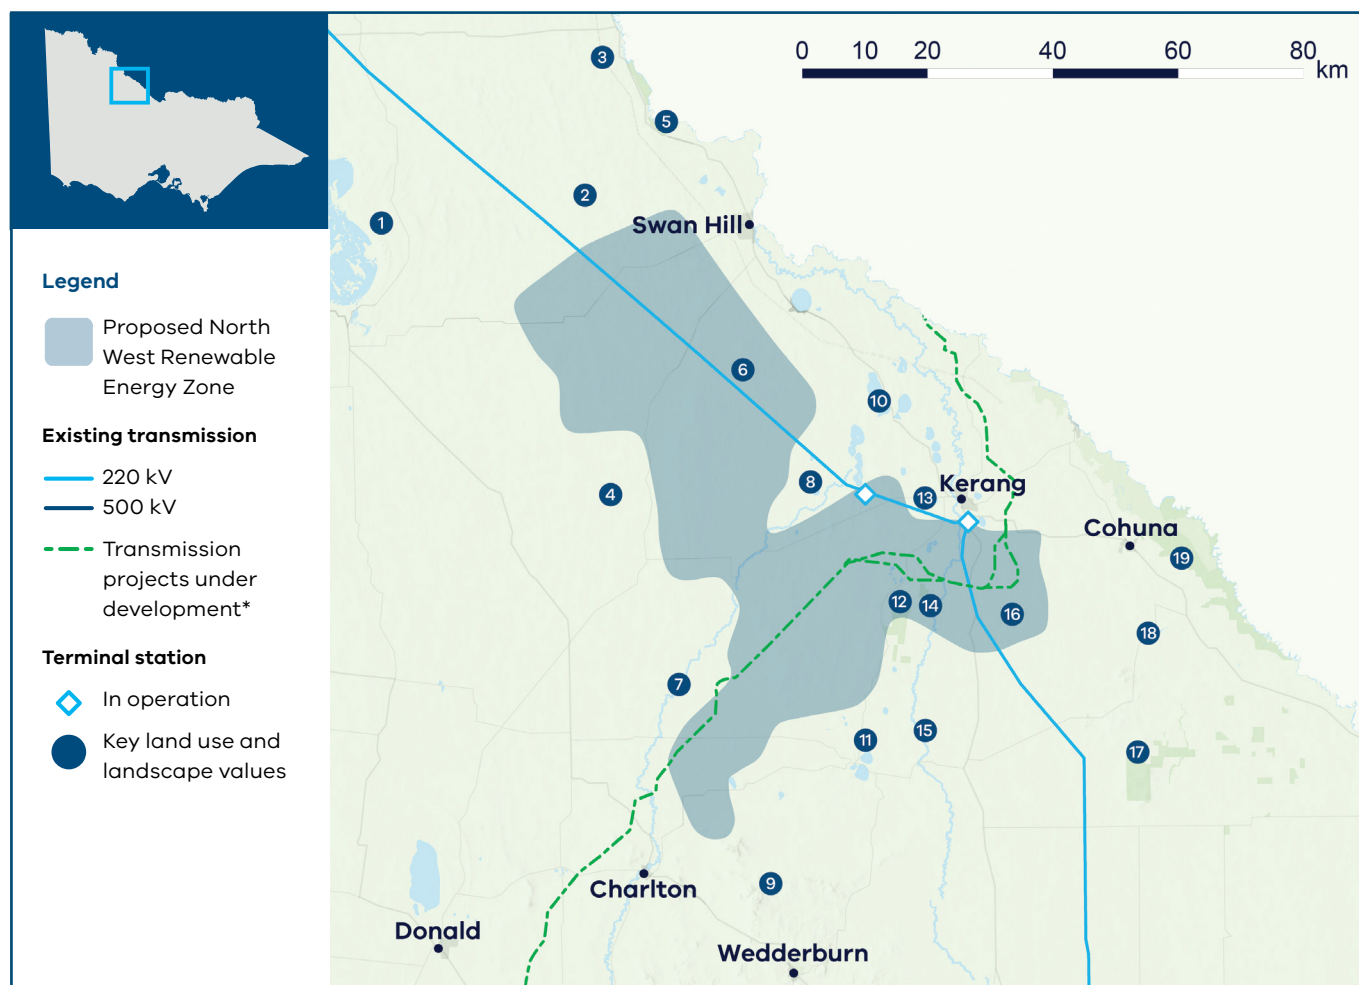 Legend
Proposed North
West Renewable
Energy Zone
Existing transmission
220 kV
500 kV
Transmission
projects under
development*
Terminal station
In operation
Key land use and
landscape values
0 10 20 40 60 80
km
3
5
2
1
Swan Hill
6
10
4
8
13
Kerang
Cohuna
19
12
14
16
18
7
11
15
17
9
Charlton
Donald
Wedderburn